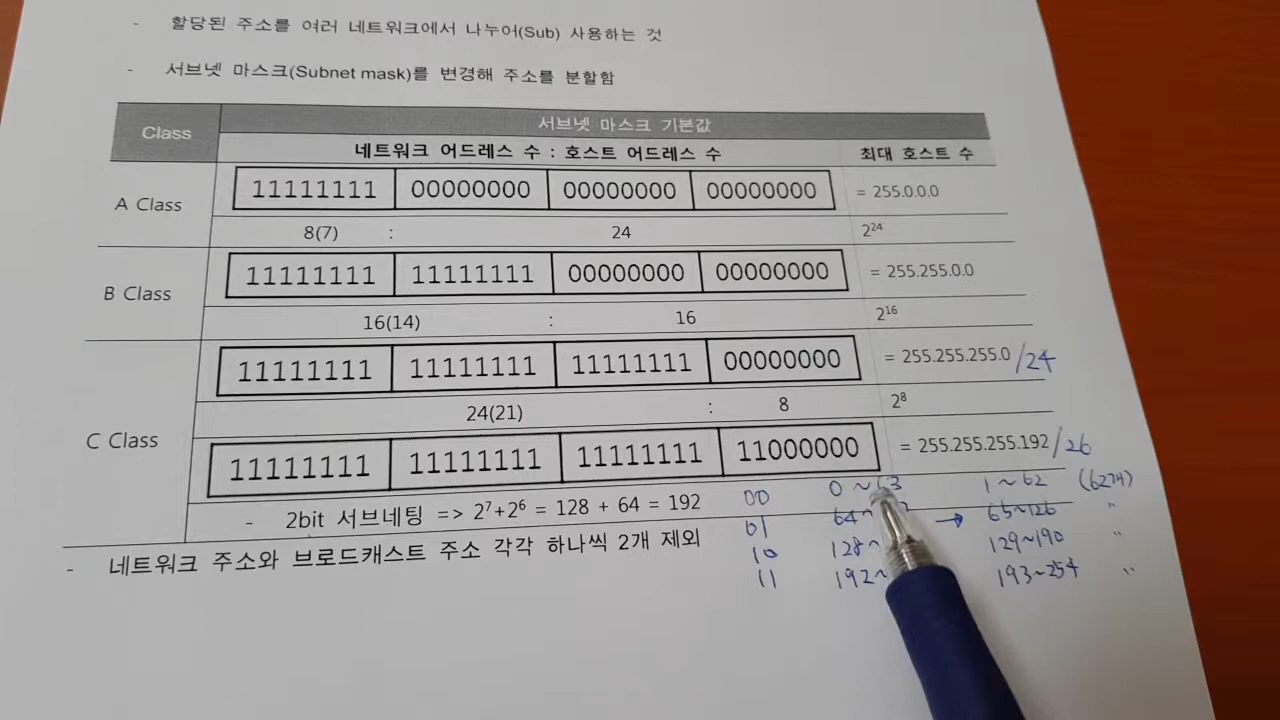 - 할당된 주소를 여러 네트워크에서 나누어(Sub) 사용하는 것
- 서브넷 마스크(Subnet mask)를 변경해 주소를 분할함
Class 서브넷 마스크 기본값
네트워크 어드레스 수 : 호스트 어드레스 수 최대 호스트 수
A Class 11111111 00000000 00000000 00000000 = 255.0.0.0
8(7) : 24 2²⁴
B Class 11111111 11111111 00000000 00000000 = 255.255.0.0
16(14) : 16 2¹⁶
C Class 11111111 11111111 11111111 00000000 = 255.255.255.0 /24
24(21) : 8 2⁸
11111111 11111111 11111111 11000000 = 255.255.255.192 /26
- 2bit 서브네팅 => 2⁷+2⁶ = 128 + 64 = 192 00 0 ~ 63 1 ~ 62 (62개)
01 64~ → 65~126 "
- 네트워크 주소와 브로드캐스트 주소 각각 하나씩 2개 제외 10 128~ 129~190 "
11 192~ 193~254 "